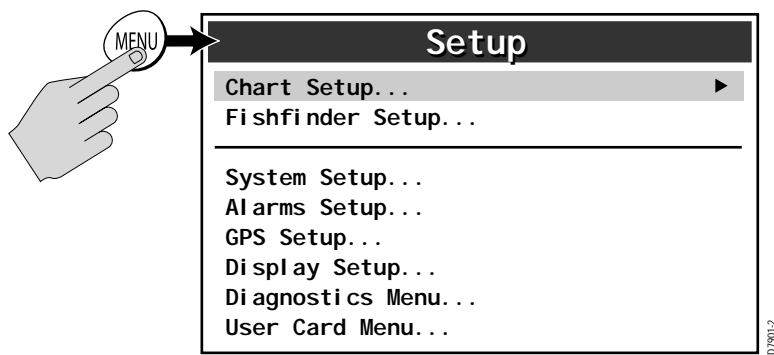 MENU
Setup
Chart Setup...
Fishfinder Setup...
System Setup...
Alarms Setup...
GPS Setup...
Display Setup...
Diagnostics Menu...
User Card Menu...
D7901-2